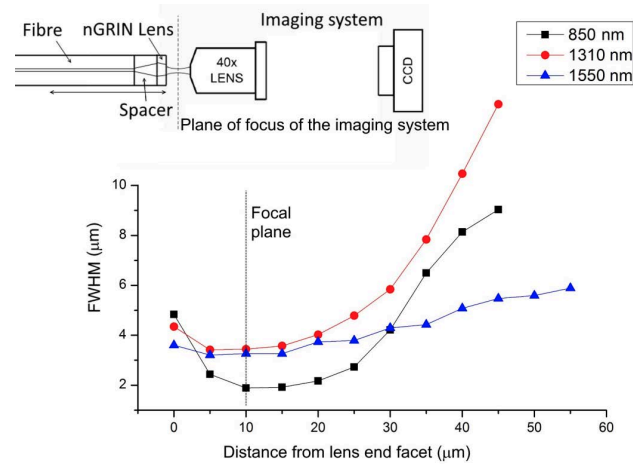 Imaging system
Fibre
nGRIN Lens
40x
LENS
CCD
Spacer
Plane of focus of the imaging system
850 nm
1310 nm
1550 nm
Focal
plane
FWHM (μm)
10
8
6
4
2
0 10 20 30 40 50 60
Distance from lens end facet (μm)